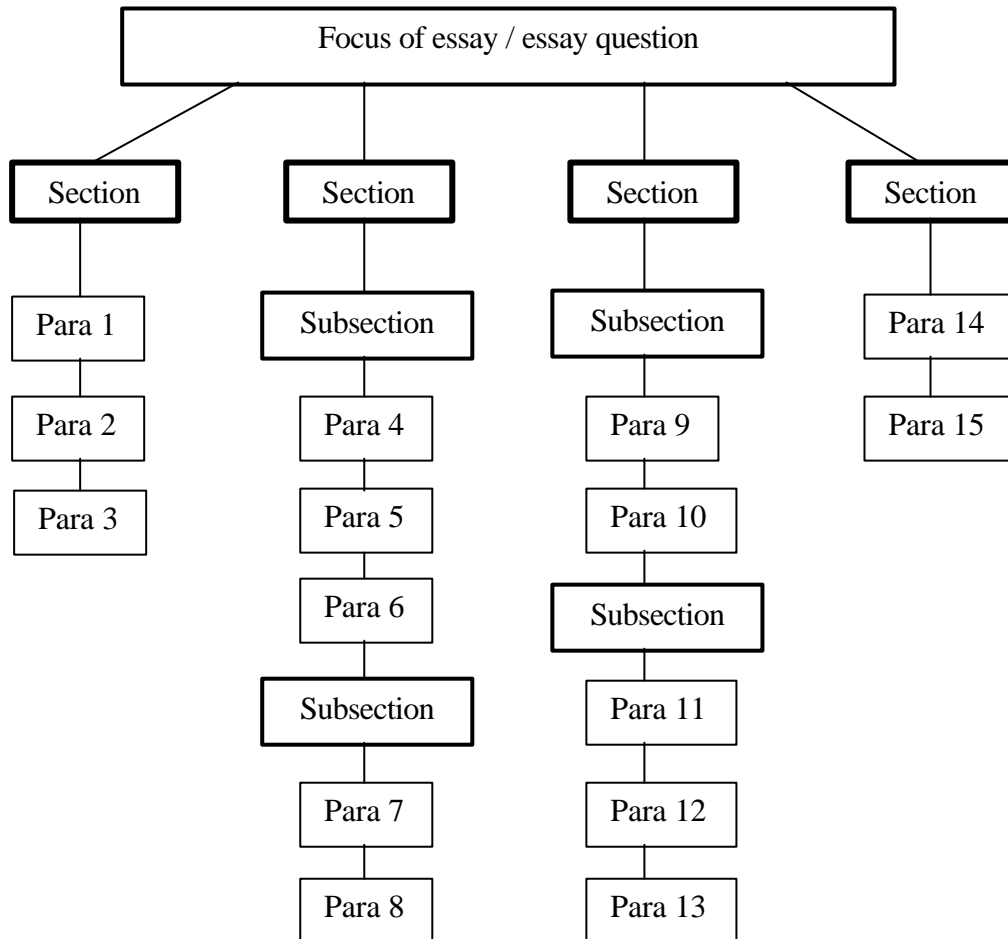 Focus of essay / essay question
Section
Section
Section
Section
Para 1
Para 2
Para 3
Subsection
Para 4
Para 5
Para 6
Subsection
Para 7
Para 8
Subsection
Para 9
Para 10
Subsection
Para 11
Para 12
Para 13
Para 14
Para 15